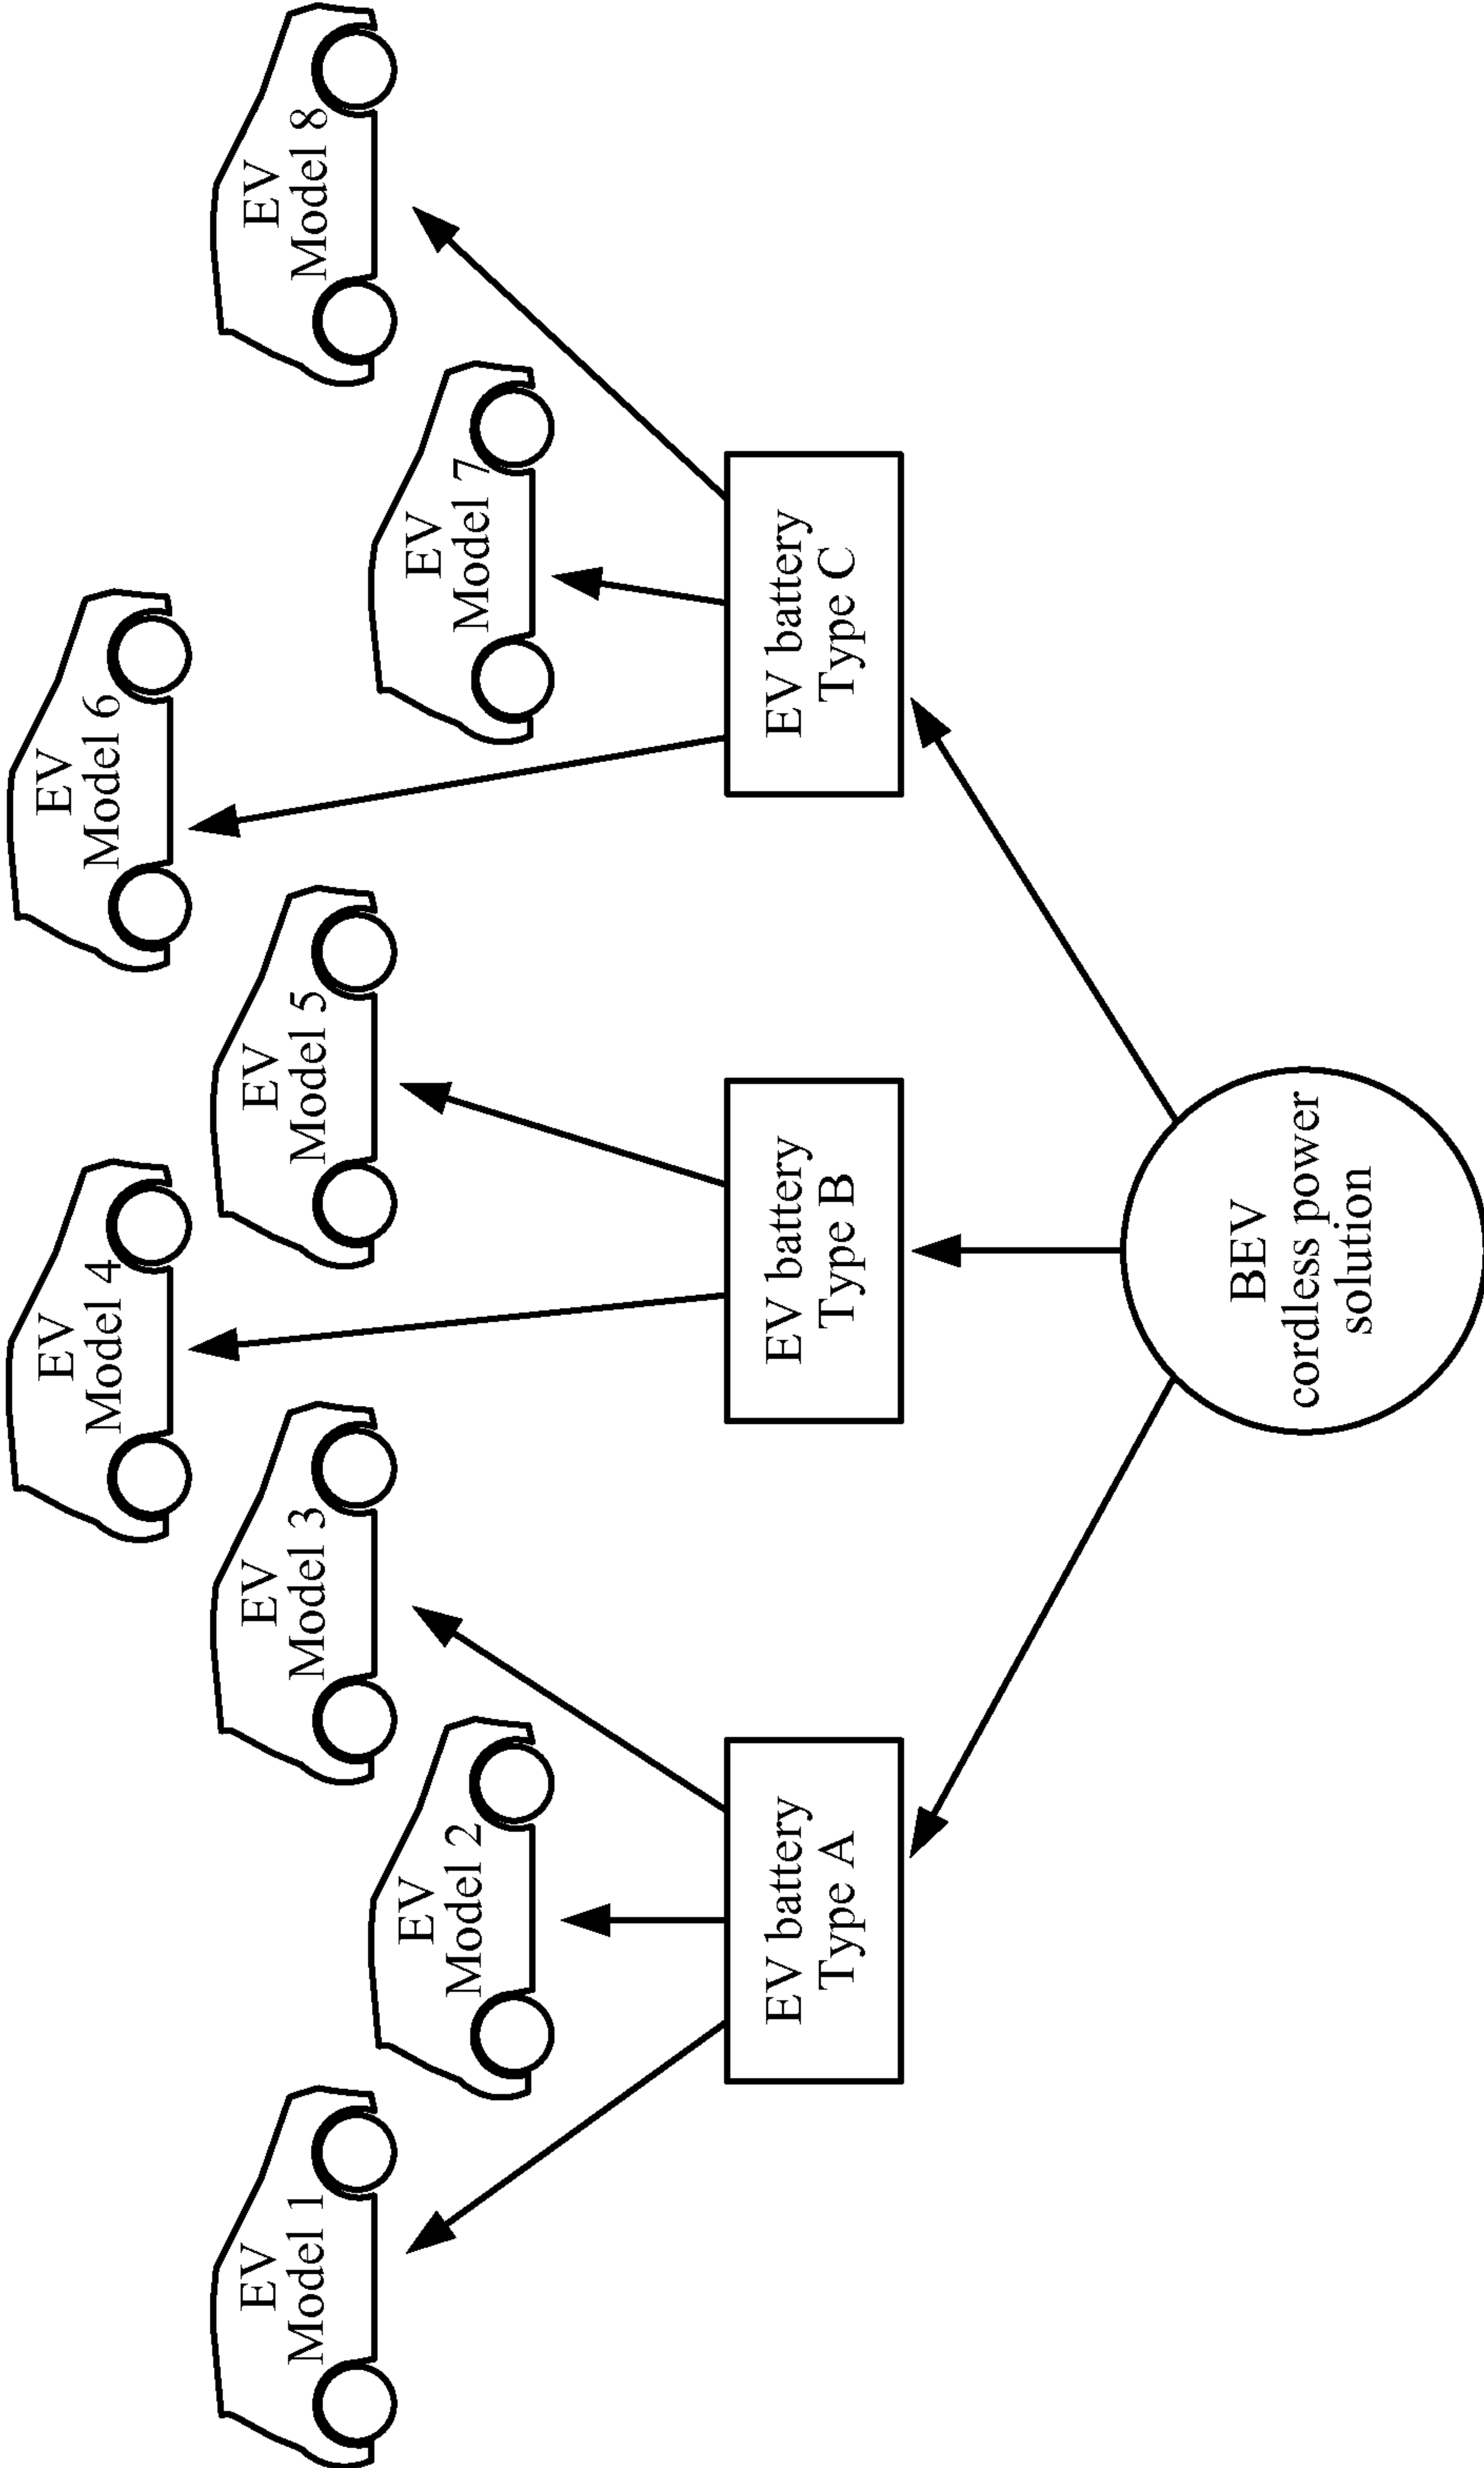 EV
Model 1
EV
Model 2
EV
Model 3
EV
Model 4
EV
Model 5
EV
Model 6
EV
Model 7
EV
Model 8
EV battery
Type A
EV battery
Type B
EV battery
Type C
BEV
cordless power
solution